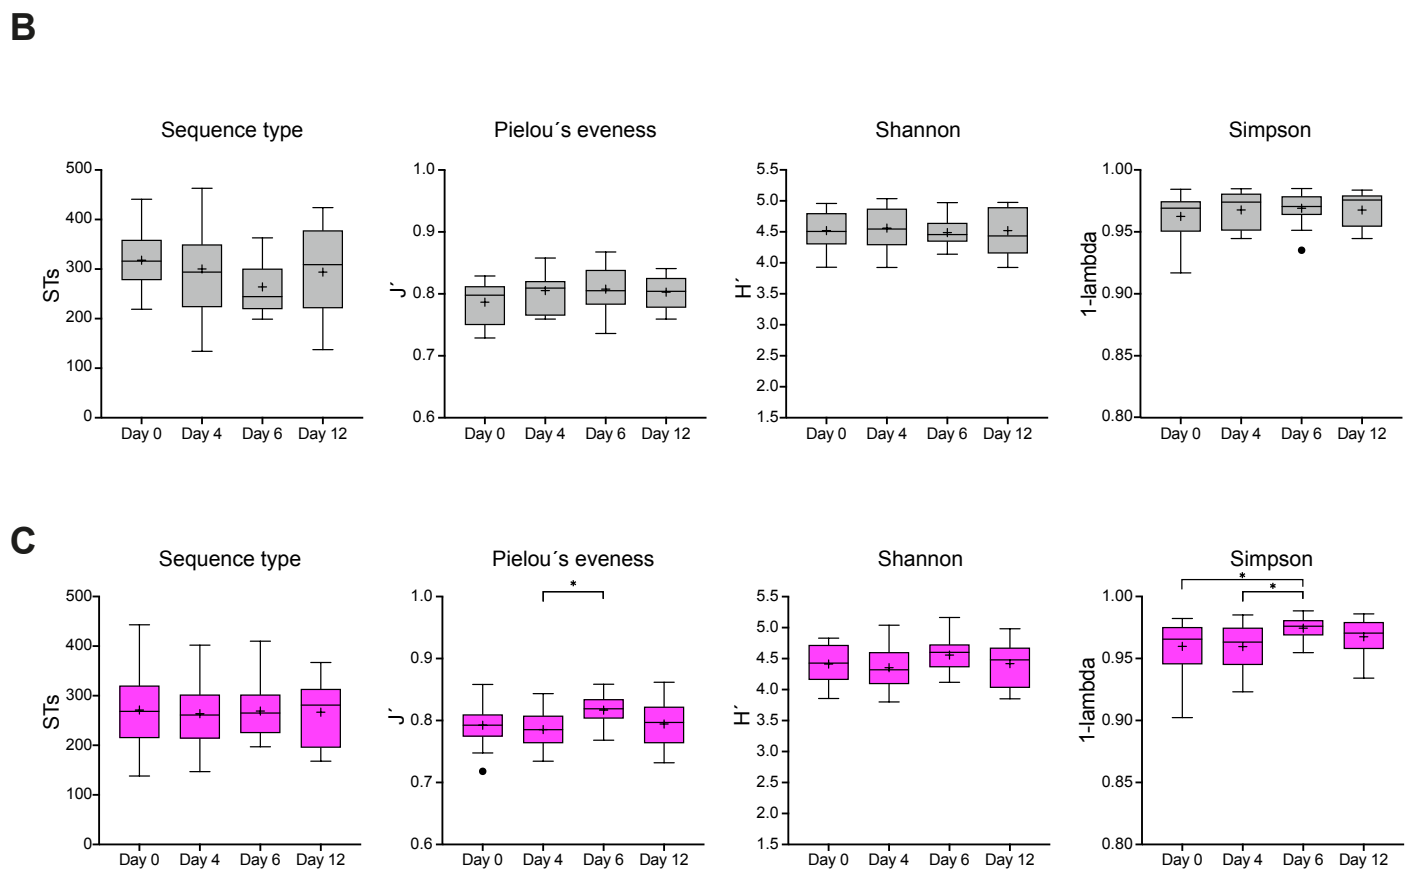 B
Sequence type
Pielou´s eveness
Shannon
Simpson
500
400
300
200
100
0
STs
Day 0 Day 4 Day 6 Day 12
1.0
0.9
0.8
0.7
0.6
J´
Day 0 Day 4 Day 6 Day 12
5.5
5.0
4.5
4.0
3.5
3.0
2.5
2.0
1.5
H´
Day 0 Day 4 Day 6 Day 12
1.00
0.95
0.90
0.85
0.80
1-lambda
Day 0 Day 4 Day 6 Day 12
C
Sequence type
Pielou´s eveness
Shannon
Simpson
500
400
300
200
100
0
STs
Day 0 Day 4 Day 6 Day 12
*
1.0
0.9
0.8
0.7
0.6
J´
Day 0 Day 4 Day 6 Day 12
5.5
5.0
4.5
4.0
3.5
3.0
2.5
2.0
1.5
H´
Day 0 Day 4 Day 6 Day 12
*
*
1.00
0.95
0.90
0.85
0.80
1-lambda
Day 0 Day 4 Day 6 Day 12